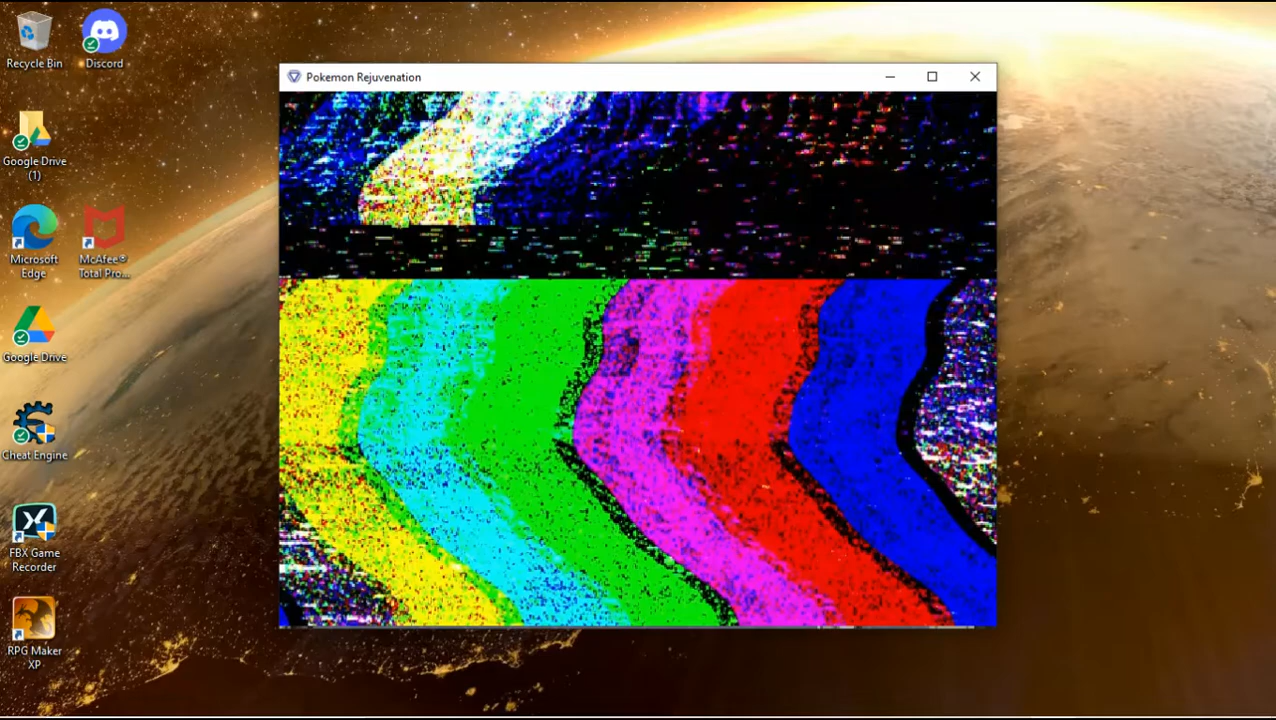 Recycle Bin
Discord
Pokemon Rejuvenation
Google Drive
(1)
Microsoft
Edge
McAfee®
Total Pro...
Google Drive
Cheat Engine
FBX Game
Recorder
RPG Maker
XP